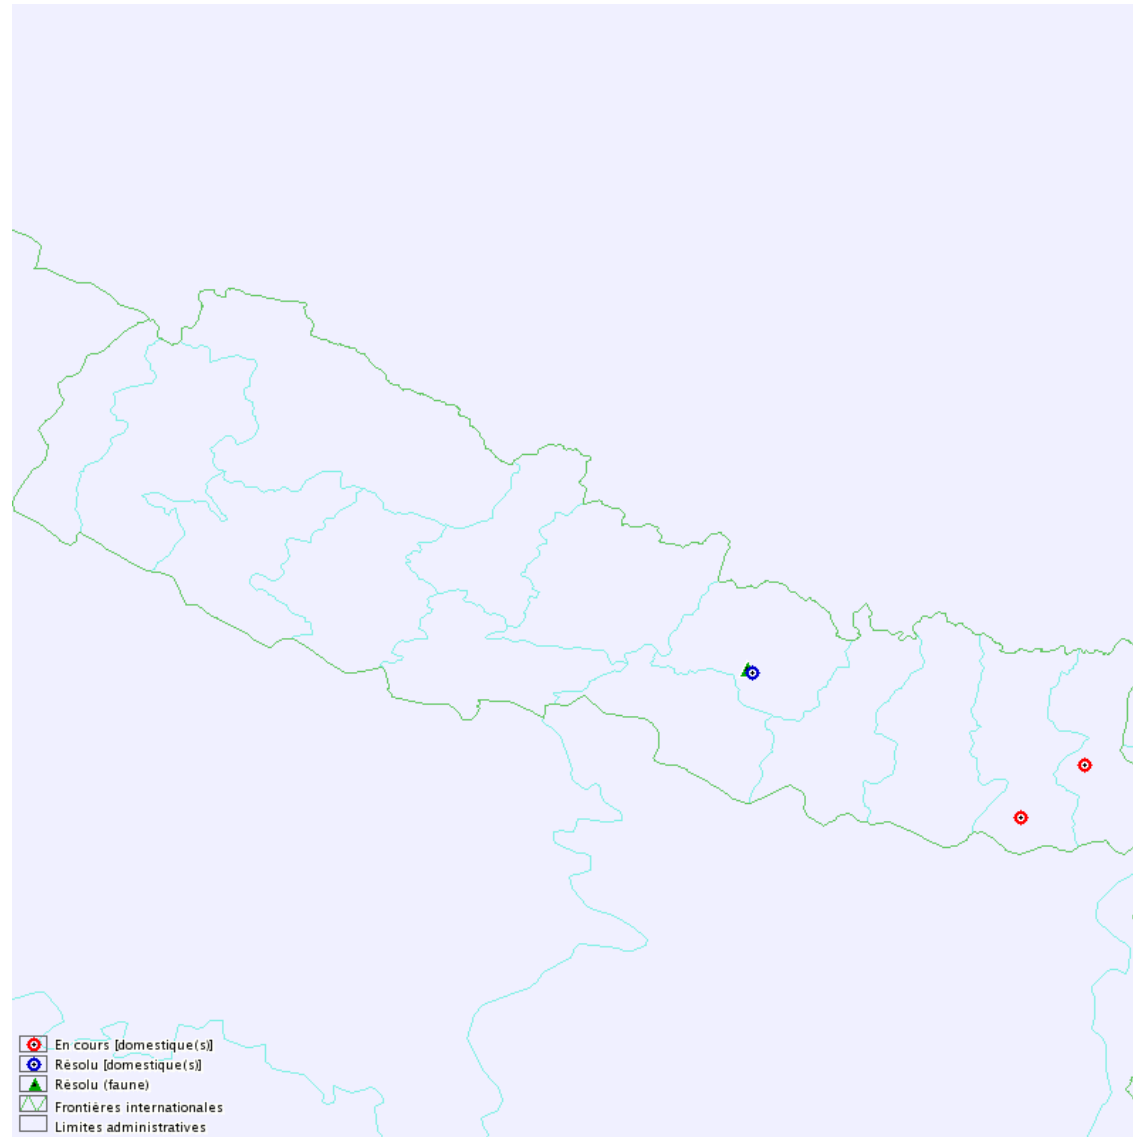 En cours [domestique(s)]
Résolu [domestique(s)]
Résolu (faune)
Frontières internationales
Limites administratives